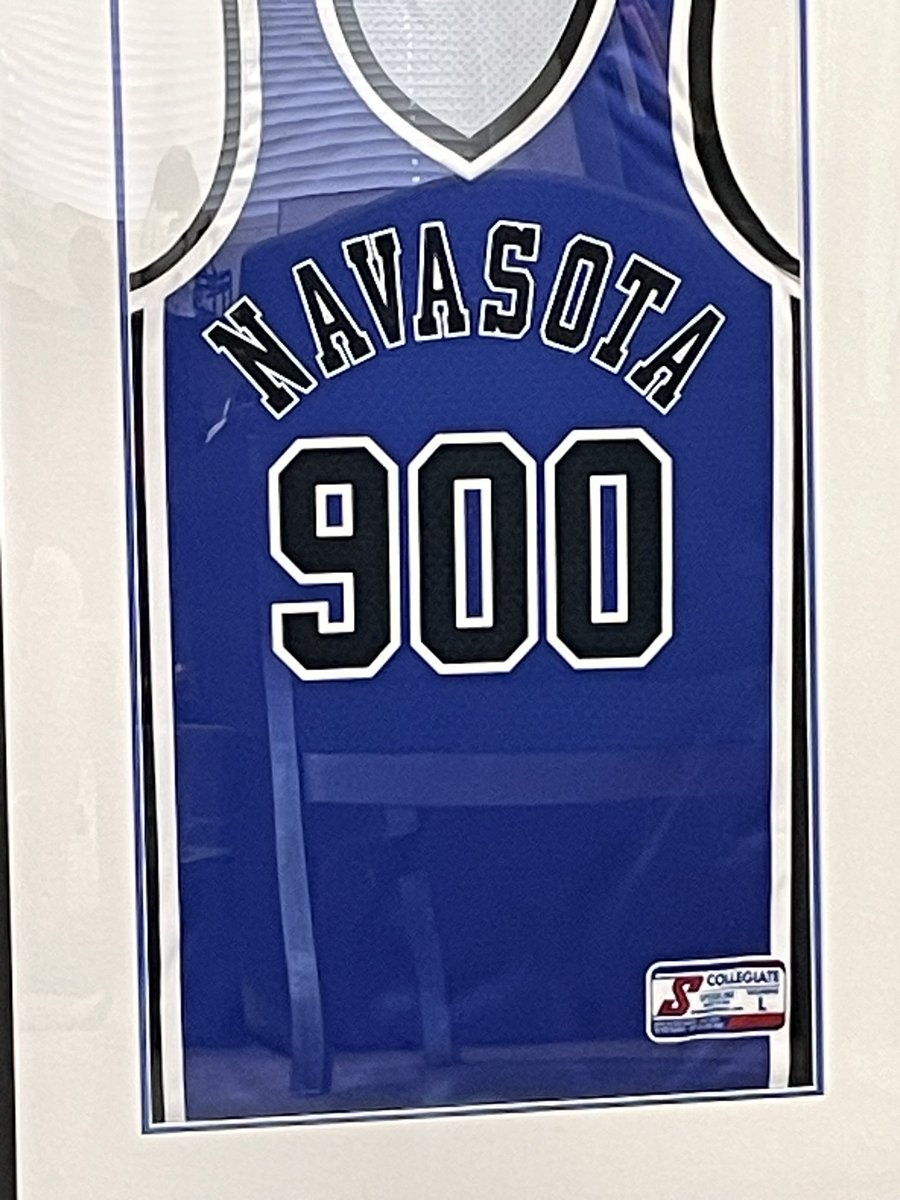 NAVASOTA
900
S COLLEGIATE
L